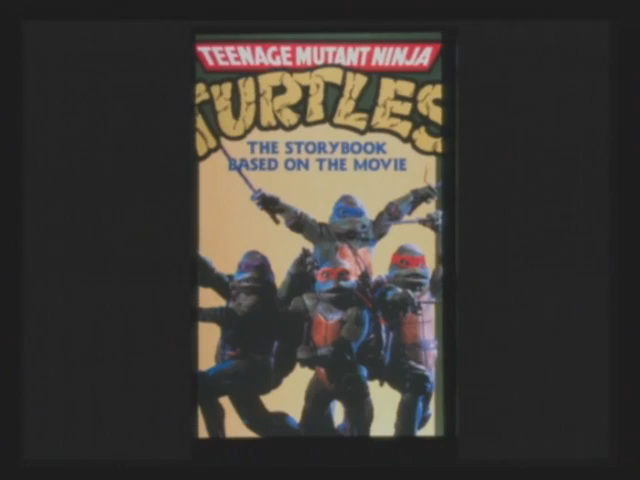 TEENAGE MUTANT NINJA
TURTLES
THE STORYBOOK
BASED ON THE MOVIE